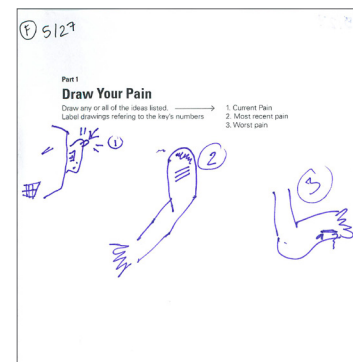 F 5127
Part 1
Draw Your Pain
Draw any or all of the ideas listed.
Label drawings refering to the key's numbers
1. Current Pain
2. Most recent pain
3. Worst pain
1
2
3